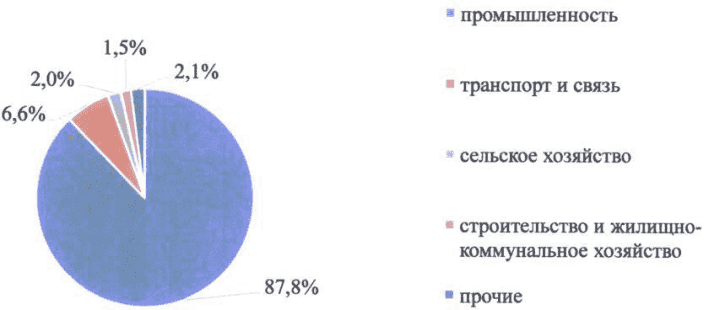 1,5%
2,0%
2,1%
6,6%
87,8%
промышленность
транспорт и связь
сельское хозяйство
строительство и жилищно-
коммунальное хозяйство
прочие